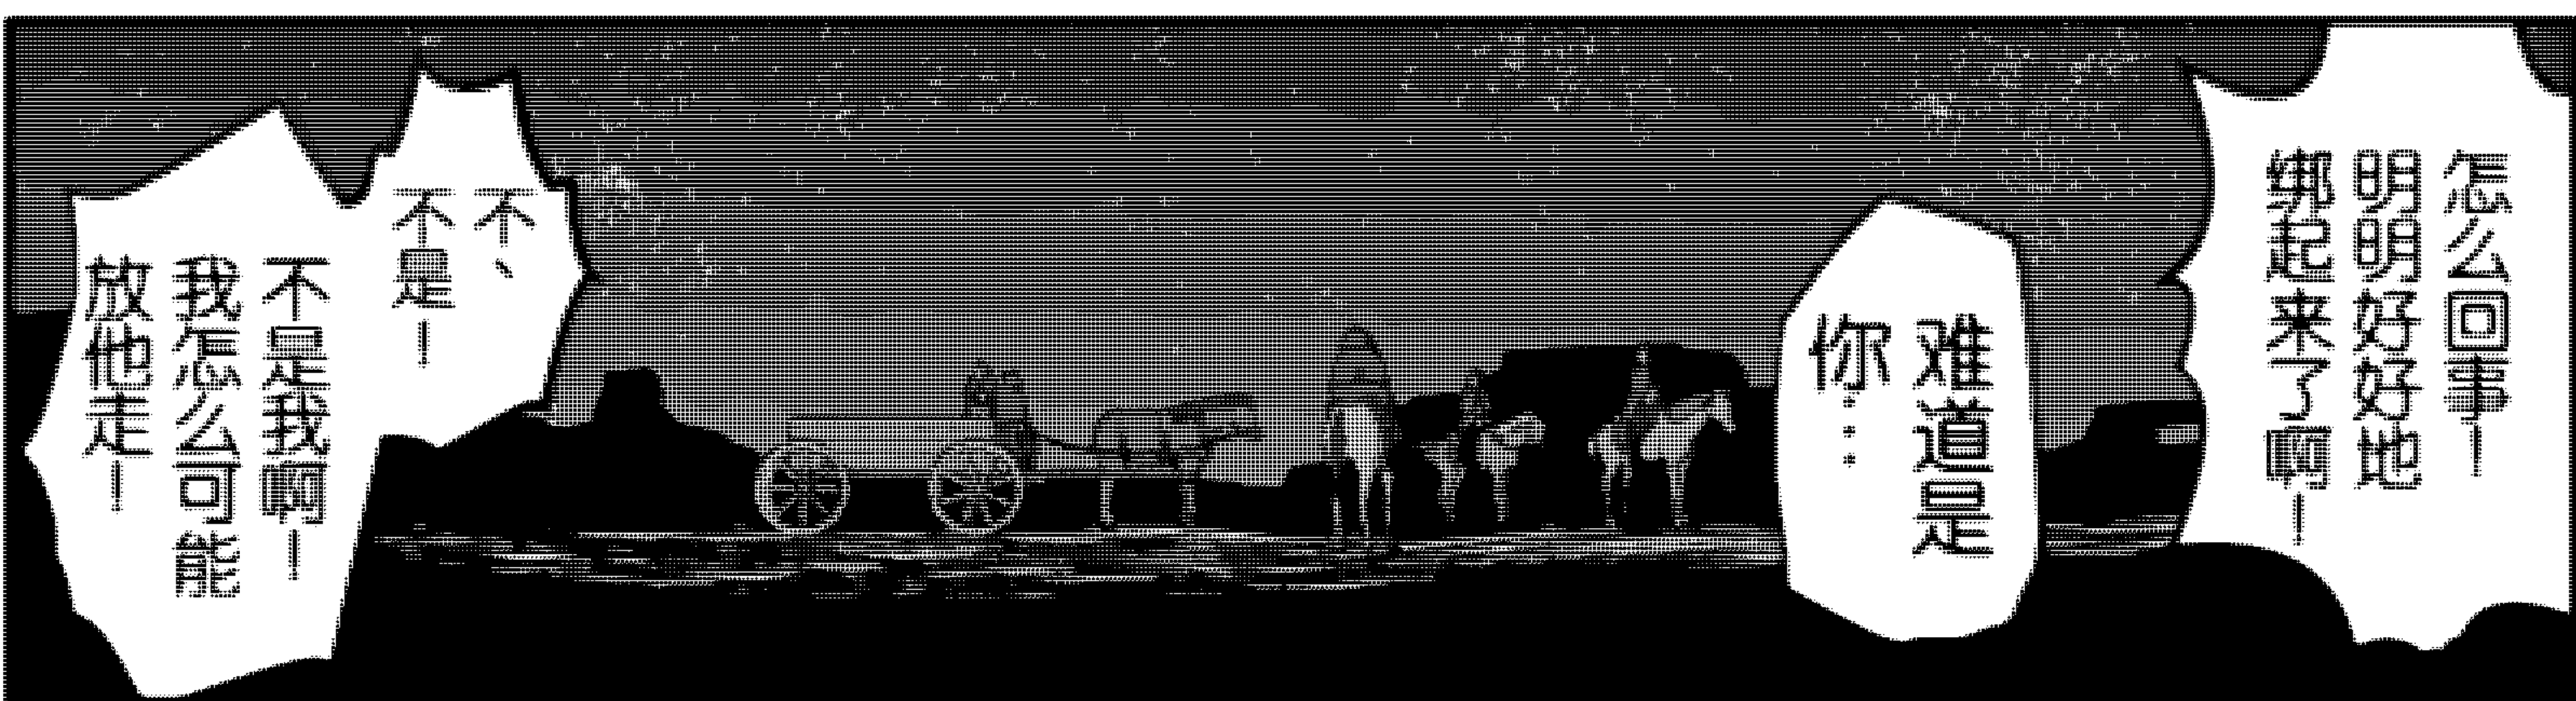 怎么回事—
明明好好地
绑起来了啊—
难道是
你……
不、
不是—
不是我啊—
我怎么可能
放他走—